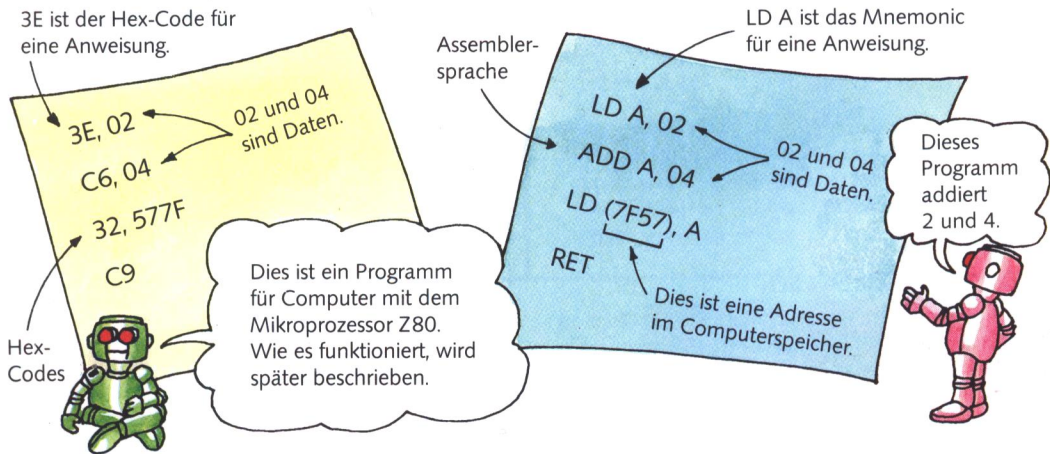 3E ist der Hex-Code für
eine Anweisung.
3E, 02
C6, 04
32, 577F
C9
02 und 04
sind Daten.
Hex-
Codes
Dies ist ein Programm
für Computer mit dem
Mikroprozessor Z80.
Wie es funktioniert, wird
später beschrieben.
Assembler-
sprache
LD A ist das Mnemonic
für eine Anweisung.
LD A, 02
ADD A, 04
LD (7F57), A
RET
02 und 04
sind Daten.
Dies ist eine Adresse
im Computerspeicher.
Dieses
Programm
addiert
2 und 4.